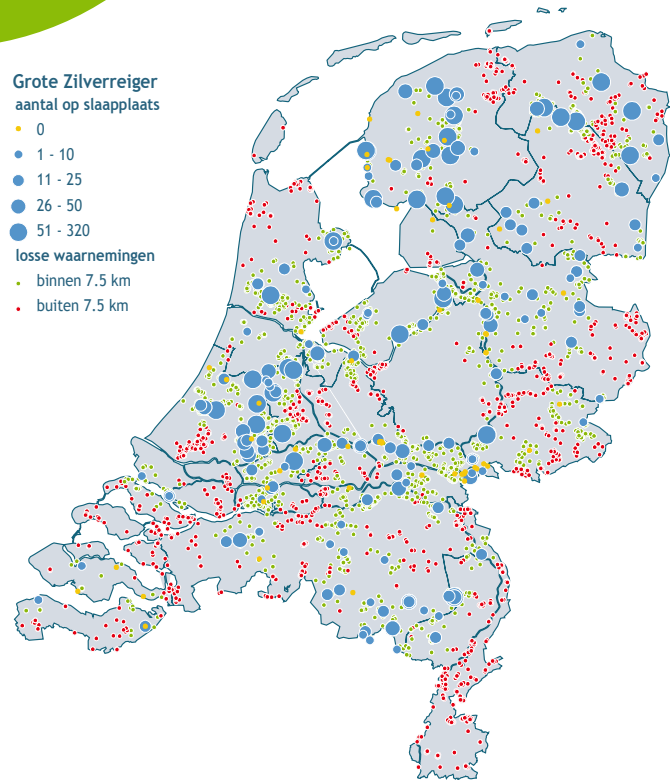 Grote Zilverreiger
aantal op slaapplaats
0
1 - 10
11 - 25
26 - 50
51 - 320
losse waarnemingen
binnen 7.5 km
buiten 7.5 km